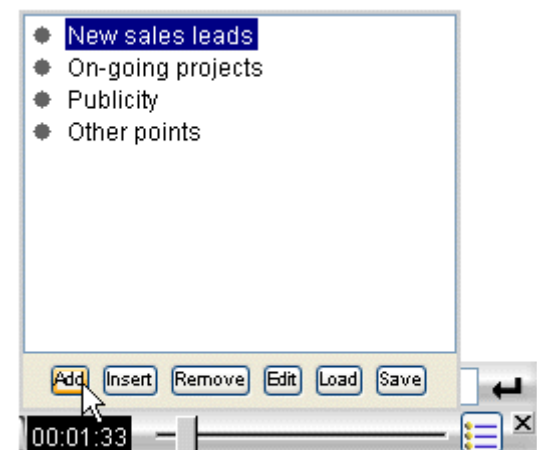 New sales leads
On-going projects
Publicity
Other points
Add Insert Remove Edit Load Save
00:01:33